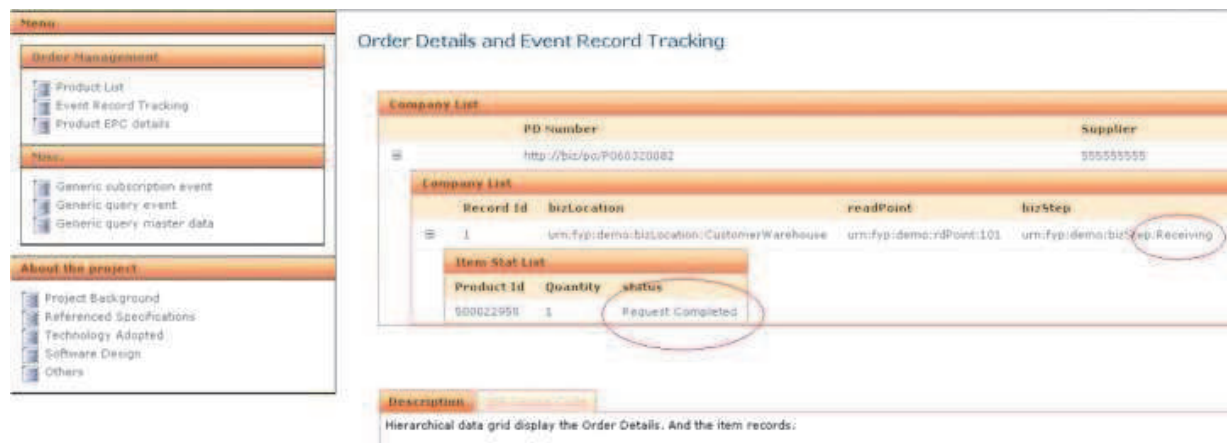 Menu
Order Management
Product List
Event Record Tracking
Product EPC details
Misc.
Generic subscription event
Generic query event
Generic query master data
About the project
Project Background
Referenced Specifications
Technology Adopted
Software Design
Others
Order Details and Event Record Tracking
Company List
PD Number Supplier
http://biz/po/P060320082 555555555
Company List
Record Id bizLocation readPoint bizStep
1 urn:fyp:demo:bizLocation:CustomerWarehouse urn:fyp:demo:rdPoint:101 urn:fyp:demo:bizStep:Receiving
Item Stat List
Product Id Quantity status
500022958 1 Request Completed
Description
Hierarchical data grid display the Order Details. And the item records.